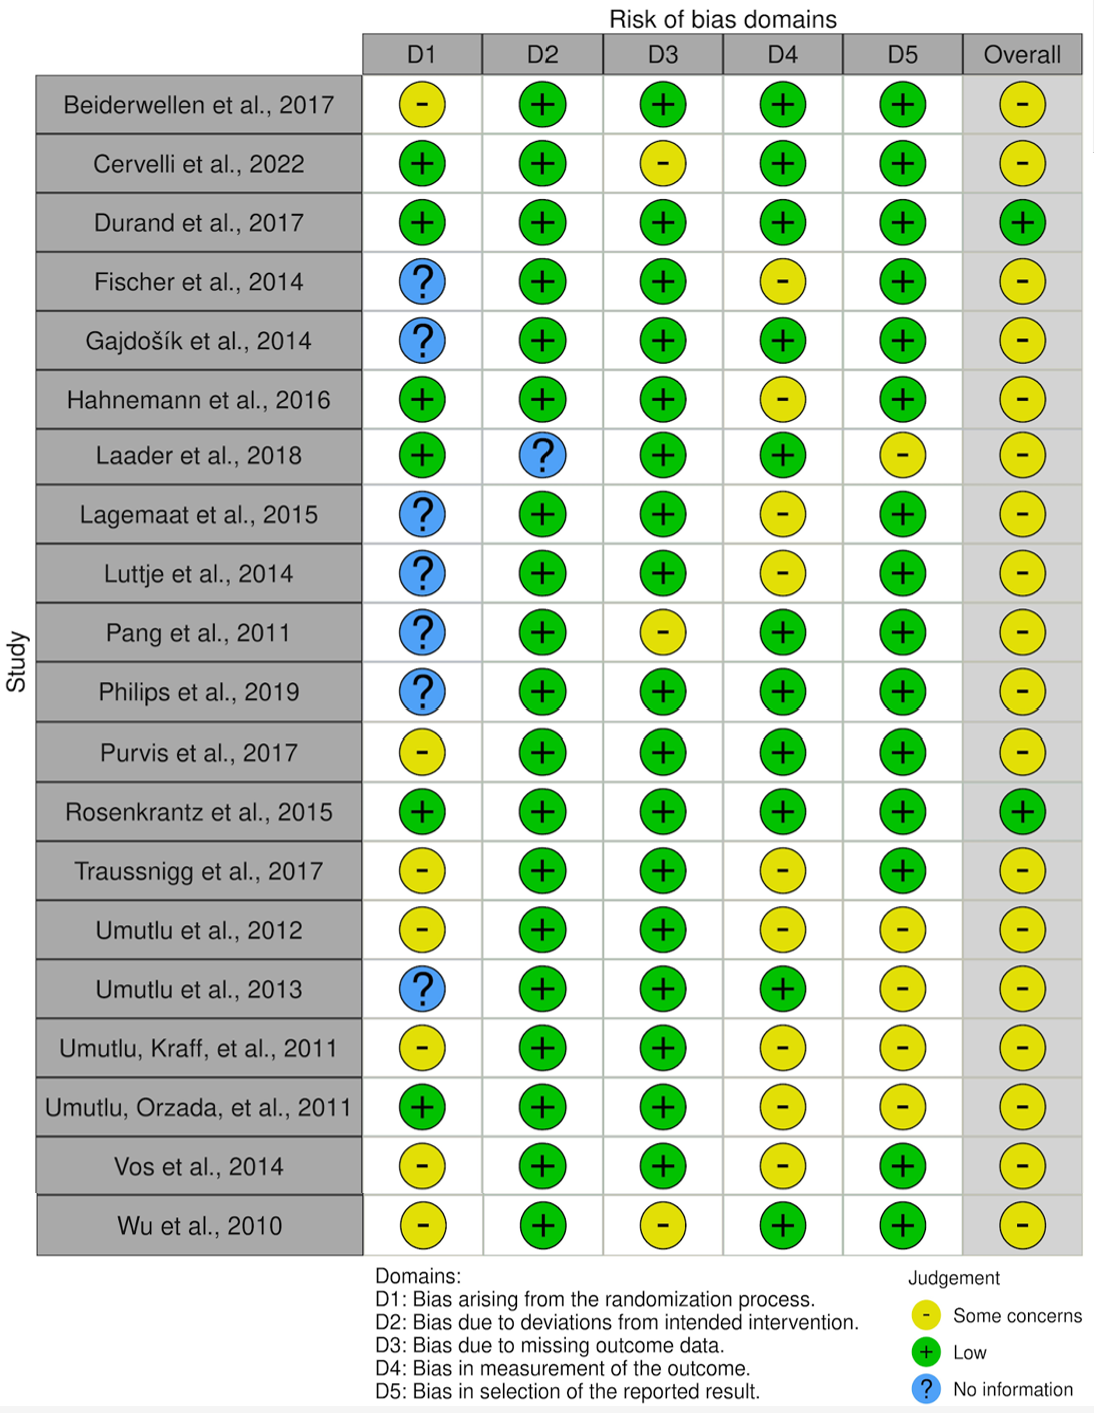 Risk of bias domains
D1 D2 D3 D4 D5 Overall
Beiderwellen et al., 2017 - + + + + -
Cervelli et al., 2022 + + - + + -
Durand et al., 2017 + + + + + +
Fischer et al., 2014 ? + + - + -
Gajdošík et al., 2014 ? + + + + -
Hahnemann et al., 2016 + + + - + -
Laader et al., 2018 + ? + + - -
Lagemaat et al., 2015 ? + + - + -
Luttje et al., 2014 ? + + - + -
Pang et al., 2011 ? + - + + -
Philips et al., 2019 ? + + + + -
Purvis et al., 2017 - + + + + -
Rosenkrantz et al., 2015 + + + + + +
Traussnigg et al., 2017 - + + - + -
Umutlu et al., 2012 - + + - - -
Umutlu et al., 2013 ? + + + - -
Umutlu, Kraff, et al., 2011 - + + - - -
Umutlu, Orzada, et al., 2011 + + + - - -
Vos et al., 2014 - + + - + -
Wu et al., 2010 - + - + + -
Study
Domains:
D1: Bias arising from the randomization process.
D2: Bias due to deviations from intended intervention.
D3: Bias due to missing outcome data.
D4: Bias in measurement of the outcome.
D5: Bias in selection of the reported result.
Judgement
- Some concerns
+ Low
? No information